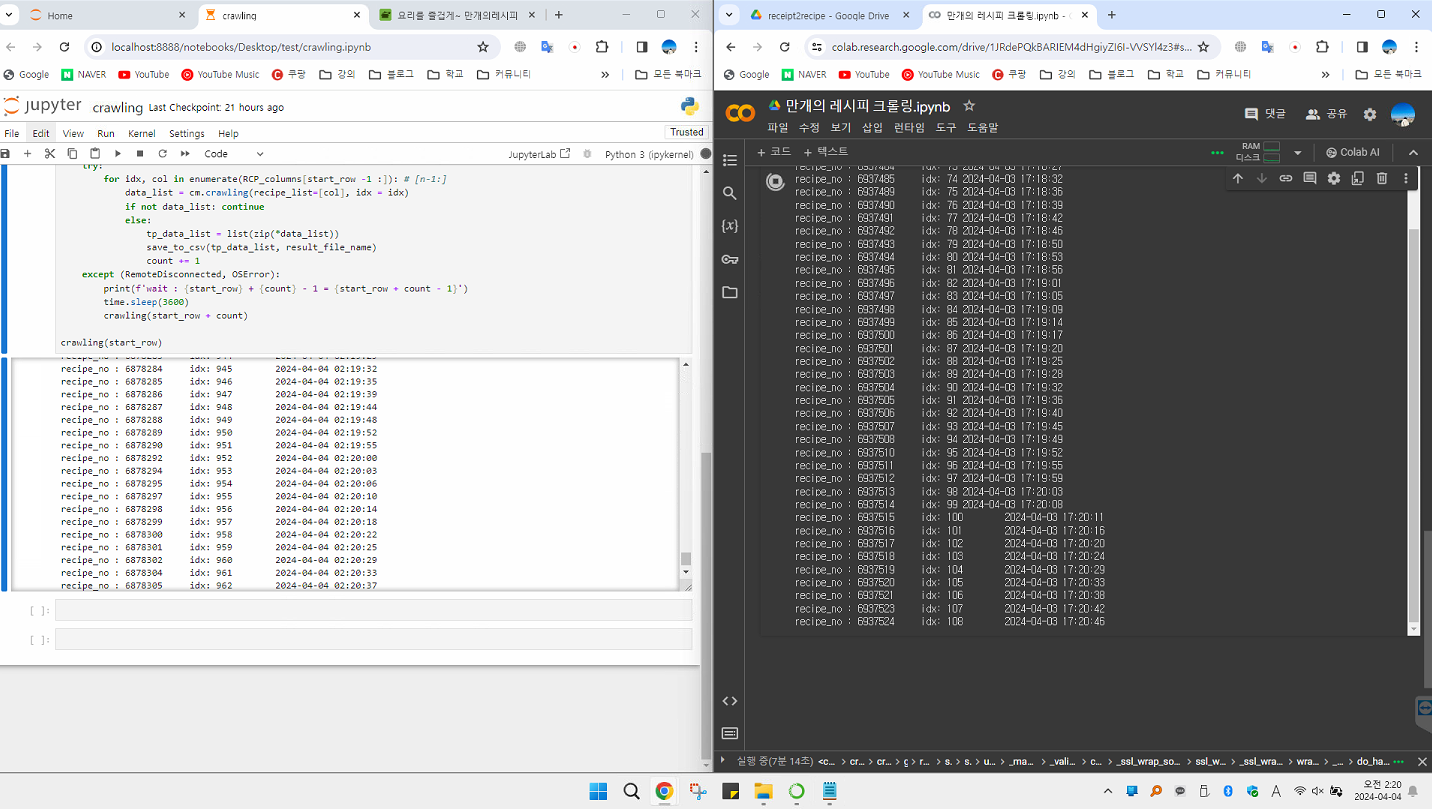 Home
crawling
요리를 즐겁게~ 만개의레시피
localhost:8888/notebooks/Desktop/test/crawling.ipynb
Google
NAVER
YouTube
YouTube Music
쿠팡
강의
블로그
학교
커뮤니티
모든 북마크
jupyter crawling Last Checkpoint: 21 hours ago
File Edit View Run Kernel Settings Help
Trusted
Code
JupyterLab
Python 3 (ipykernel)
try:
for idx, col in enumerate(RCP_columns[start_row -1 :]): # [n-1:]
data_list = cm.crawling(recipe_list=[col], idx = idx)
if not data_list: continue
else:
tp_data_list = list(zip(*data_list))
save_to_csv(tp_data_list, result_file_name)
count += 1
except (RemoteDisconnected, OSError):
print(f'wait : {start_row} + {count} - 1 = {start_row + count - 1}')
time.sleep(3600)
crawling(start_row + count)
crawling(start_row)
recipe_no : 6878284 idx: 945 2024-04-04 02:19:32
recipe_no : 6878285 idx: 946 2024-04-04 02:19:35
recipe_no : 6878286 idx: 947 2024-04-04 02:19:39
recipe_no : 6878287 idx: 948 2024-04-04 02:19:44
recipe_no : 6878288 idx: 949 2024-04-04 02:19:48
recipe_no : 6878289 idx: 950 2024-04-04 02:19:52
recipe_no : 6878290 idx: 951 2024-04-04 02:19:55
recipe_no : 6878292 idx: 952 2024-04-04 02:20:00
recipe_no : 6878294 idx: 953 2024-04-04 02:20:03
recipe_no : 6878295 idx: 954 2024-04-04 02:20:06
recipe_no : 6878297 idx: 955 2024-04-04 02:20:10
recipe_no : 6878298 idx: 956 2024-04-04 02:20:14
recipe_no : 6878299 idx: 957 2024-04-04 02:20:18
recipe_no : 6878300 idx: 958 2024-04-04 02:20:22
recipe_no : 6878301 idx: 959 2024-04-04 02:20:25
recipe_no : 6878302 idx: 960 2024-04-04 02:20:29
recipe_no : 6878304 idx: 961 2024-04-04 02:20:33
recipe_no : 6878305 idx: 962 2024-04-04 02:20:37
[ ]:
[ ]:
receipt2recipe - Google Drive
만개의 레시피 크롤링.ipynb - C
colab.research.google.com/drive/1JRdePQkBARIEM4dHgiyZI6I-VVSYl4z3#s...
Google
NAVER
YouTube
YouTube Music
쿠팡
강의
블로그
학교
커뮤니티
모든 북마크
만개의 레시피 크롤링.ipynb
댓글
공유
파일 수정 보기 삽입 런타임 도구 도움말
+ 코드 + 텍스트
RAM
디스크
Colab AI
recipe_no : 6937485 idx: 74 2024-04-03 17:18:32
recipe_no : 6937489 idx: 75 2024-04-03 17:18:36
recipe_no : 6937490 idx: 76 2024-04-03 17:18:39
recipe_no : 6937491 idx: 77 2024-04-03 17:18:42
recipe_no : 6937492 idx: 78 2024-04-03 17:18:46
recipe_no : 6937493 idx: 79 2024-04-03 17:18:50
recipe_no : 6937494 idx: 80 2024-04-03 17:18:53
recipe_no : 6937495 idx: 81 2024-04-03 17:18:56
recipe_no : 6937496 idx: 82 2024-04-03 17:19:01
recipe_no : 6937497 idx: 83 2024-04-03 17:19:05
recipe_no : 6937498 idx: 84 2024-04-03 17:19:09
recipe_no : 6937499 idx: 85 2024-04-03 17:19:14
recipe_no : 6937500 idx: 86 2024-04-03 17:19:17
recipe_no : 6937501 idx: 87 2024-04-03 17:19:20
recipe_no : 6937502 idx: 88 2024-04-03 17:19:25
recipe_no : 6937503 idx: 89 2024-04-03 17:19:28
recipe_no : 6937504 idx: 90 2024-04-03 17:19:32
recipe_no : 6937505 idx: 91 2024-04-03 17:19:36
recipe_no : 6937506 idx: 92 2024-04-03 17:19:40
recipe_no : 6937507 idx: 93 2024-04-03 17:19:45
recipe_no : 6937508 idx: 94 2024-04-03 17:19:49
recipe_no : 6937510 idx: 95 2024-04-03 17:19:52
recipe_no : 6937511 idx: 96 2024-04-03 17:19:55
recipe_no : 6937512 idx: 97 2024-04-03 17:19:59
recipe_no : 6937513 idx: 98 2024-04-03 17:20:03
recipe_no : 6937514 idx: 99 2024-04-03 17:20:08
recipe_no : 6937515 idx: 100 2024-04-03 17:20:11
recipe_no : 6937516 idx: 101 2024-04-03 17:20:16
recipe_no : 6937517 idx: 102 2024-04-03 17:20:20
recipe_no : 6937518 idx: 103 2024-04-03 17:20:24
recipe_no : 6937519 idx: 104 2024-04-03 17:20:29
recipe_no : 6937520 idx: 105 2024-04-03 17:20:33
recipe_no : 6937521 idx: 106 2024-04-03 17:20:38
recipe_no : 6937523 idx: 107 2024-04-03 17:20:42
recipe_no : 6937524 idx: 108 2024-04-03 17:20:46
실행 중(7분 14초) <c... > cr... > cr... > g > r... > s. > s. > u... > _ma... > _vali... > c... > _ssl_wrap_so... > ssl_w... > _ssl_wra... > wra... > _... > do_ha...
오전 2:20
2024-04-04